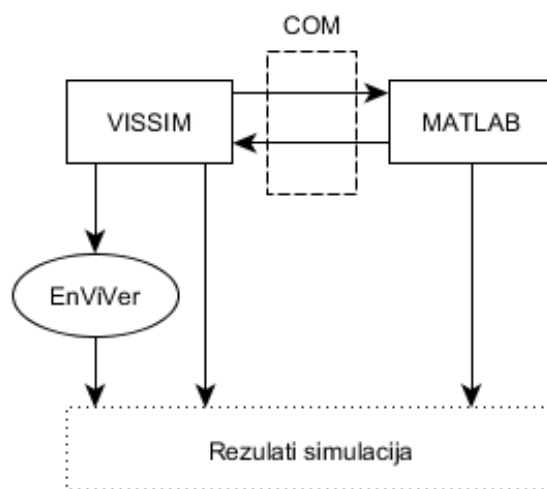 COM
VISSIM
MATLAB
EnViVer
Rezulati simulacija